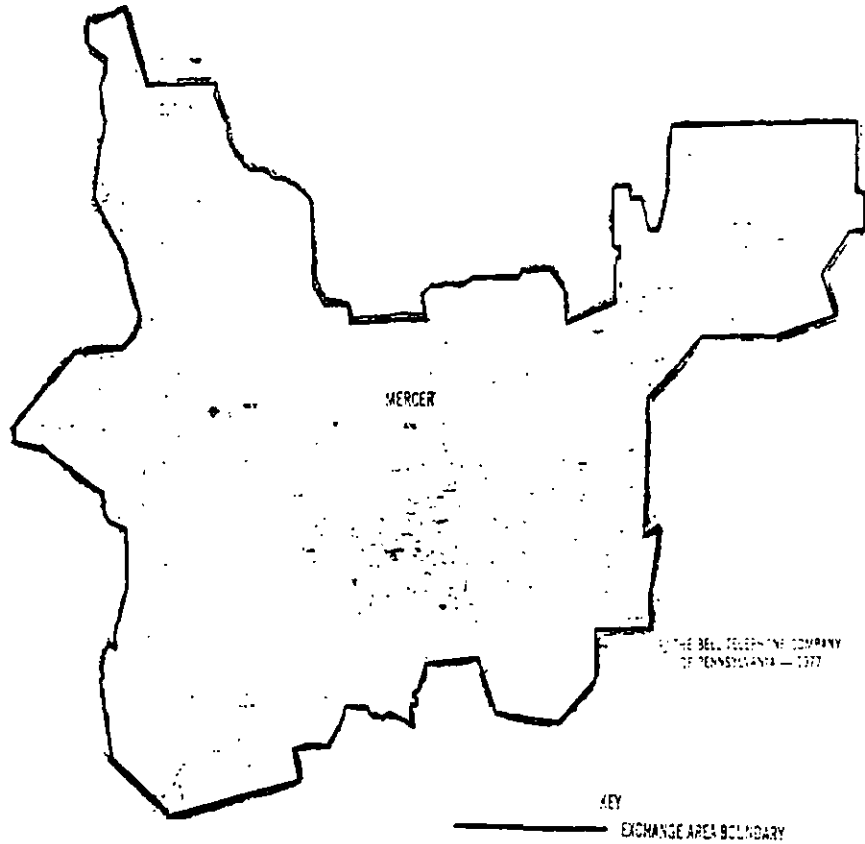 MERCER
THE BELL TELEPHONE COMPANY
OF PENNSYLVANIA — 1977
KEY
EXCHANGE AREA BOUNDARY